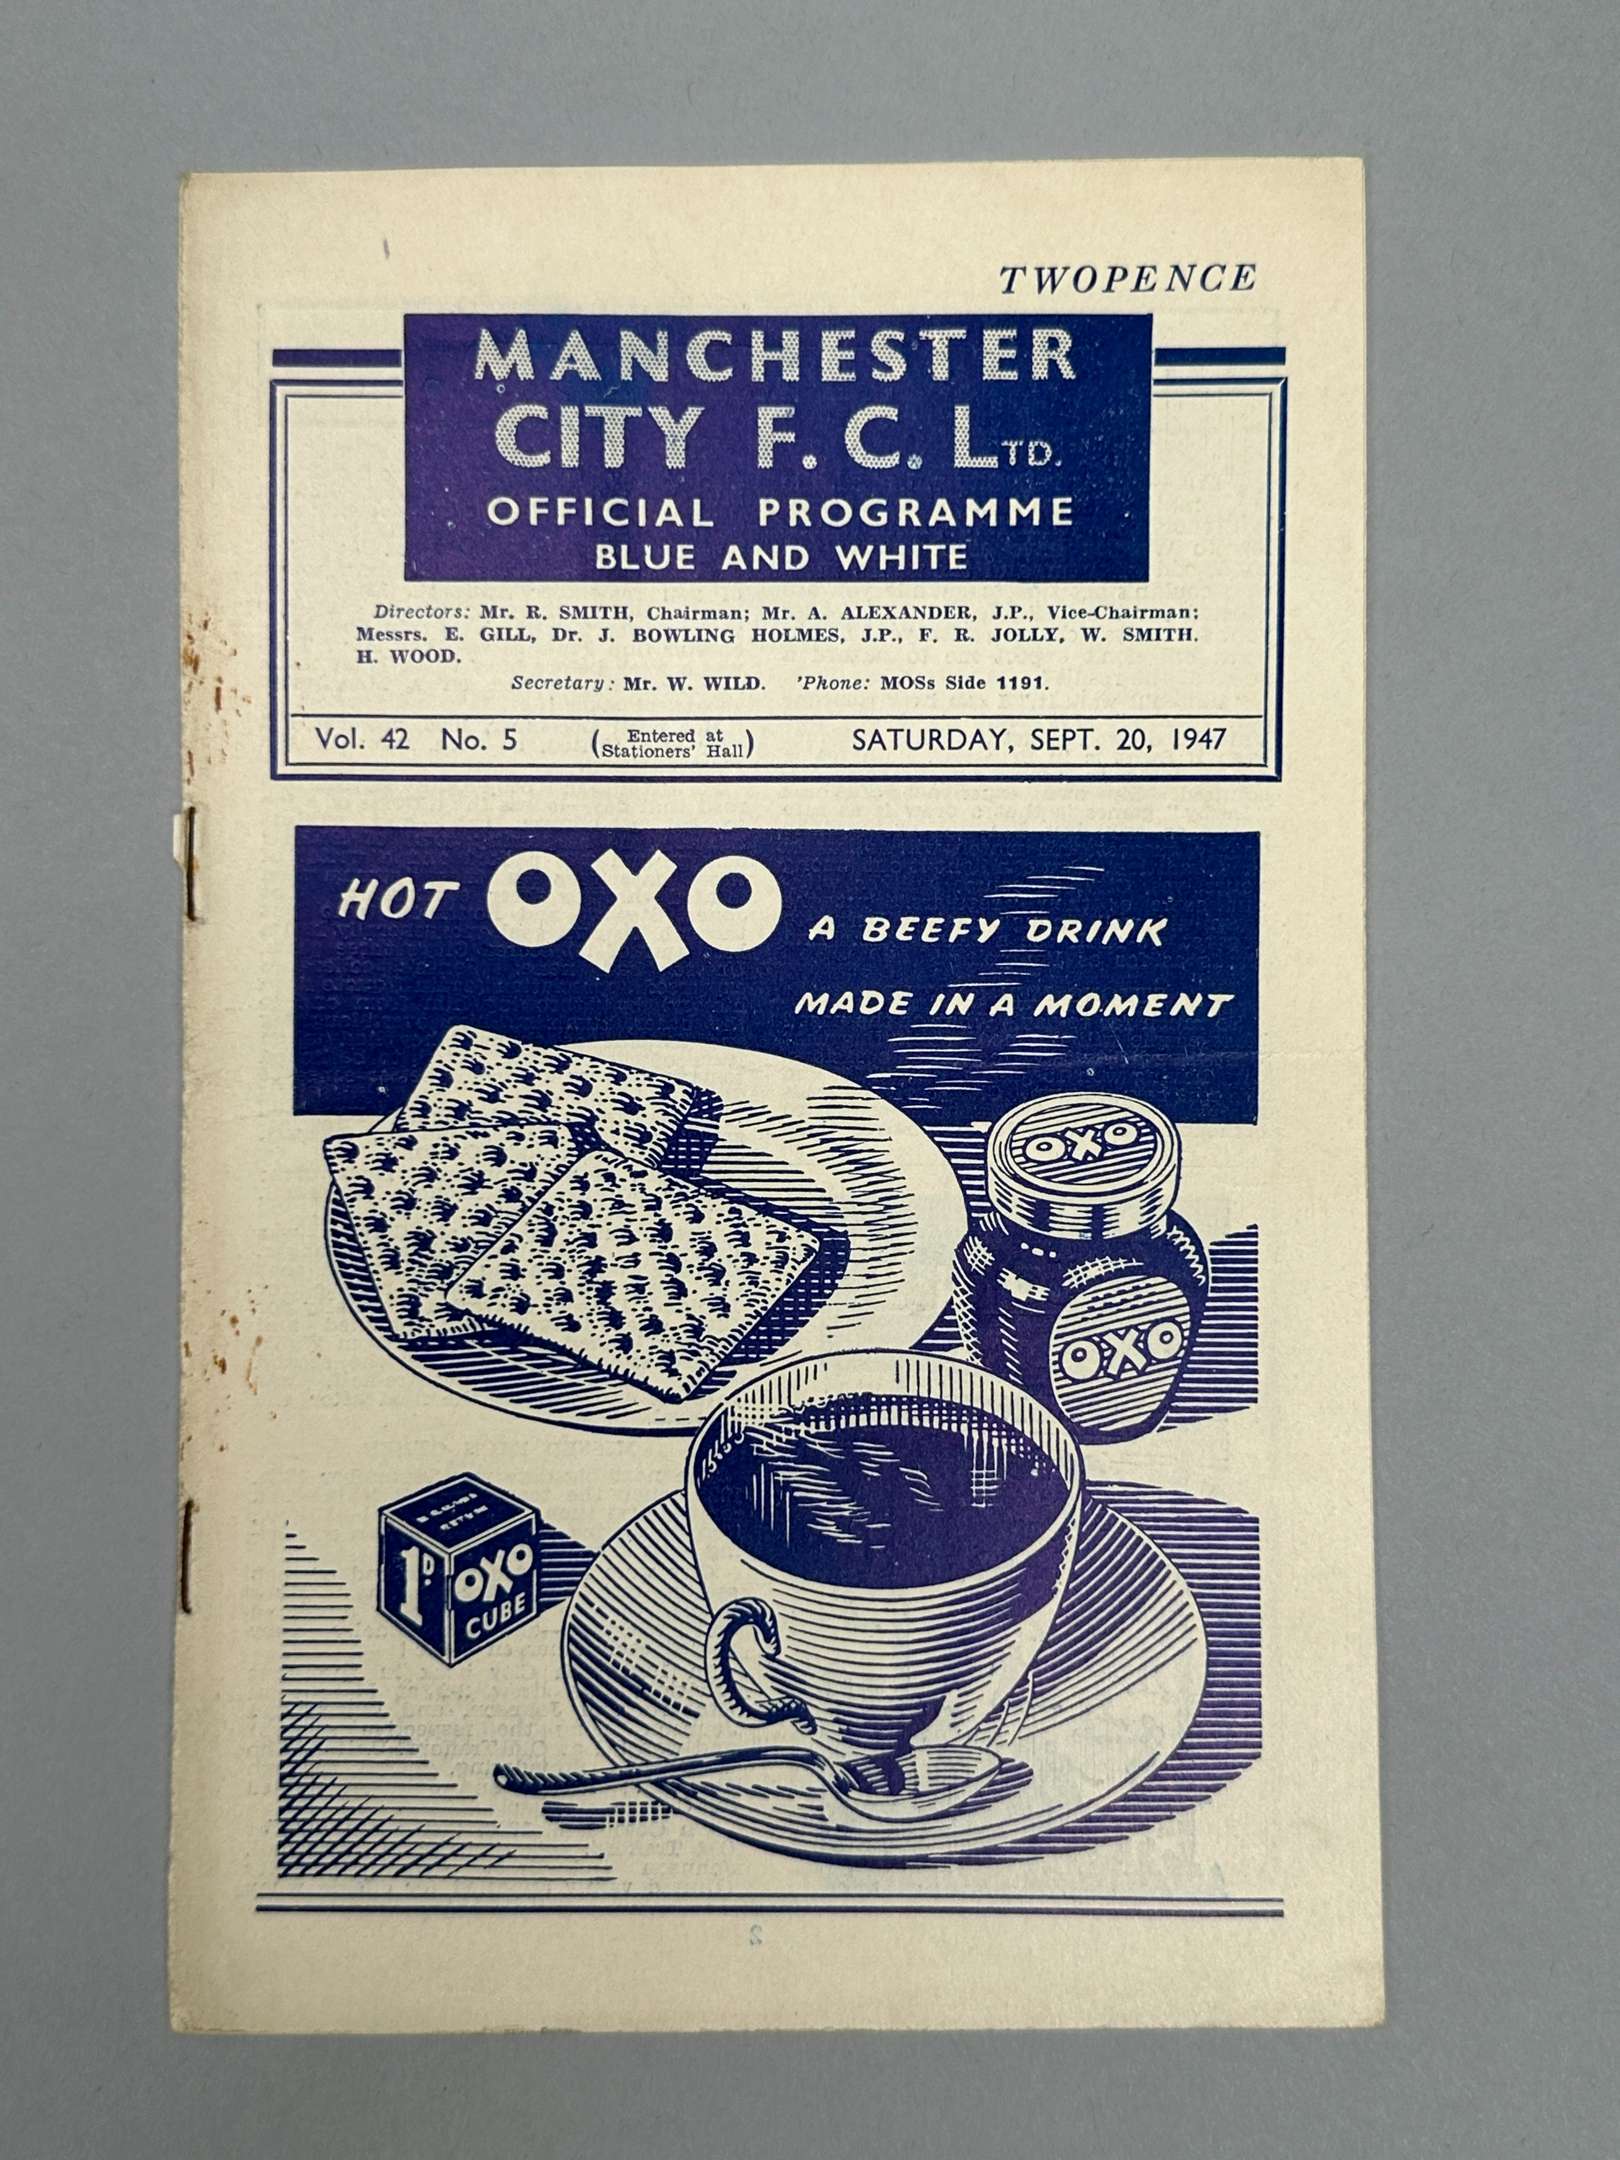 TWOPENCE
MANCHESTER
CITY F.C. LTD.
OFFICIAL PROGRAMME
BLUE AND WHITE
Directors: Mr. R. SMITH, Chairman; Mr. A. ALEXANDER, J.P., Vice-Chairman;
Messrs. E. GILL, Dr. J. BOWLING HOLMES, J.P., F. R. JOLLY, W. SMITH.
H. WOOD.
Secretary: Mr. W. WILD. 'Phone: MOSs Side 1191.
Vol. 42 No. 5 (Entered at
Stationers' Hall) SATURDAY, SEPT. 20, 1947
HOT OXO A BEEFY DRINK
MADE IN A MOMENT
OXO
OXO
1D. OXO
CUBE